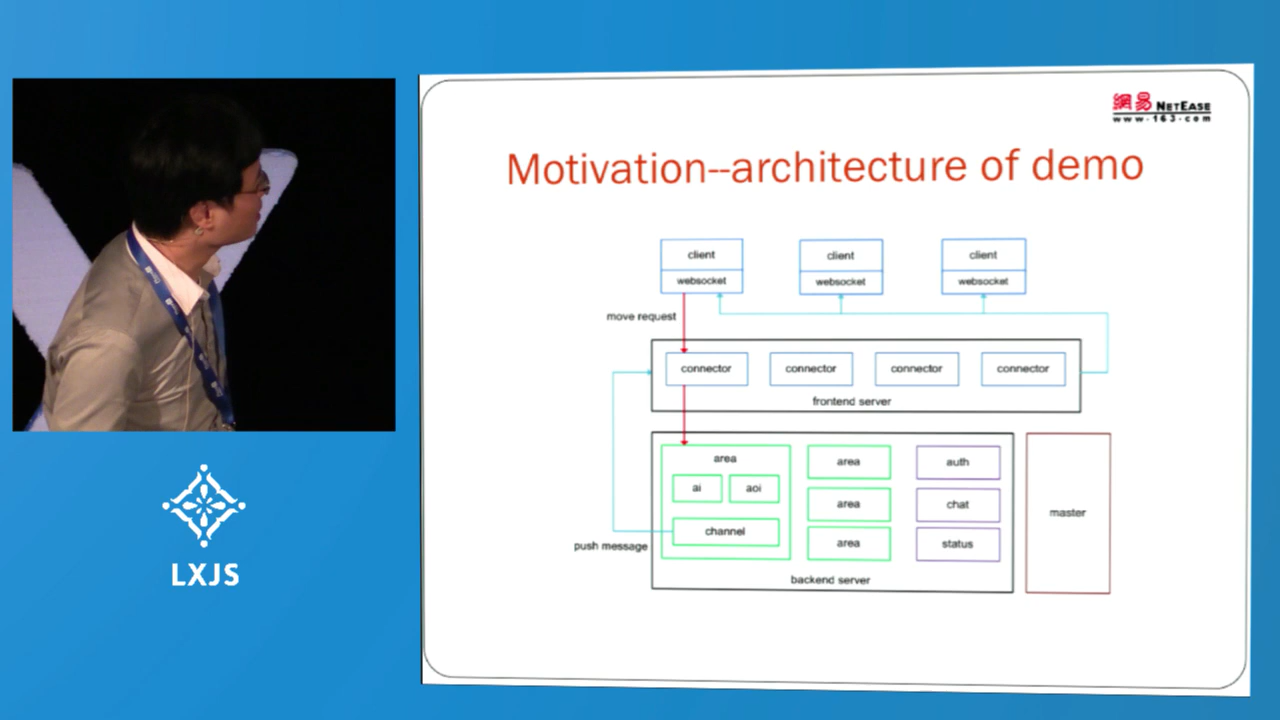 網易 NETEASE
www.163.com
Motivation--architecture of demo
client
websocket
client
websocket
client
websocket
move request
connector
connector
connector
connector
frontend server
area
ai
aoi
channel
area
area
area
auth
chat
status
master
push message
backend server
LXJS